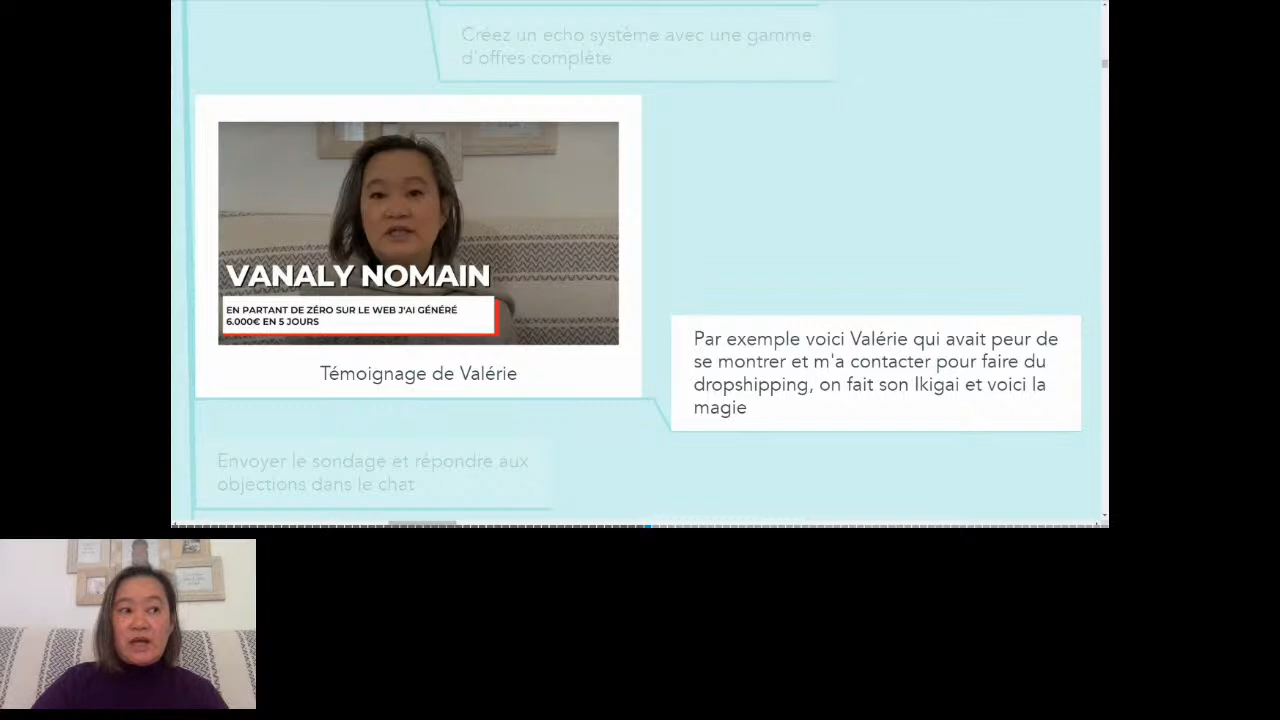 Créez un echo système avec une gamme
d'offres complète
VANALY NOMAIN
EN PARTANT DE ZÉRO SUR LE WEB J'AI GÉNÉRÉ
6.000€ EN 5 JOURS
Témoignage de Valérie
Par exemple voici Valérie qui avait peur de
se montrer et m'a contacter pour faire du
dropshipping, on fait son Ikigai et voici la
magie
Envoyer le sondage et répondre aux
objections dans le chat